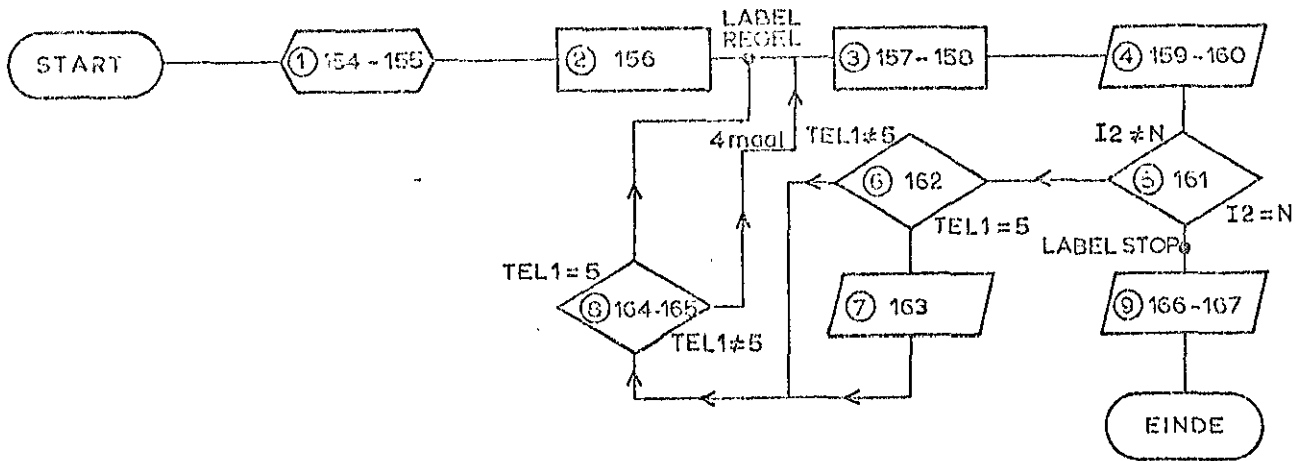 START
① 154-155
② 156
LABEL
REGEL
③ 157-158
④ 159-160
4 maal
TEL1≠5
I2≠N
⑥ 162
⑤ 161
TEL1=5
I2=N
LABEL STOP
TEL1=5
⑧ 164-165
TEL1≠5
⑦ 163
⑨ 166-167
EINDE